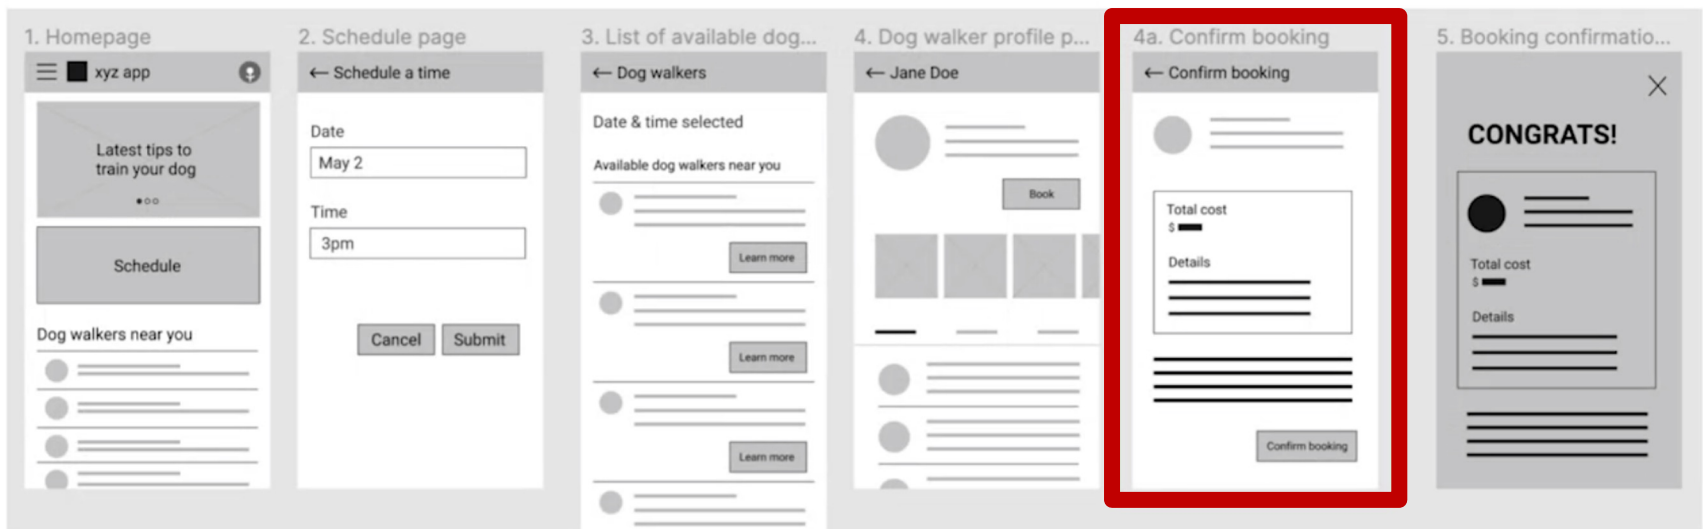 1. Homepage
xyz app
Latest tips to
train your dog
Schedule
Dog walkers near you
2. Schedule page
Schedule a time
Date
May 2
Time
3pm
Cancel Submit
3. List of available dog...
Dog walkers
Date & time selected
Available dog walkers near you
Learn more
Learn more
Learn more
4. Dog walker profile p...
Jane Doe
Book
4a. Confirm booking
Confirm booking
Total cost
$
Details
Confirm booking
5. Booking confirmatio...
CONGRATS!
Total cost
$
Details